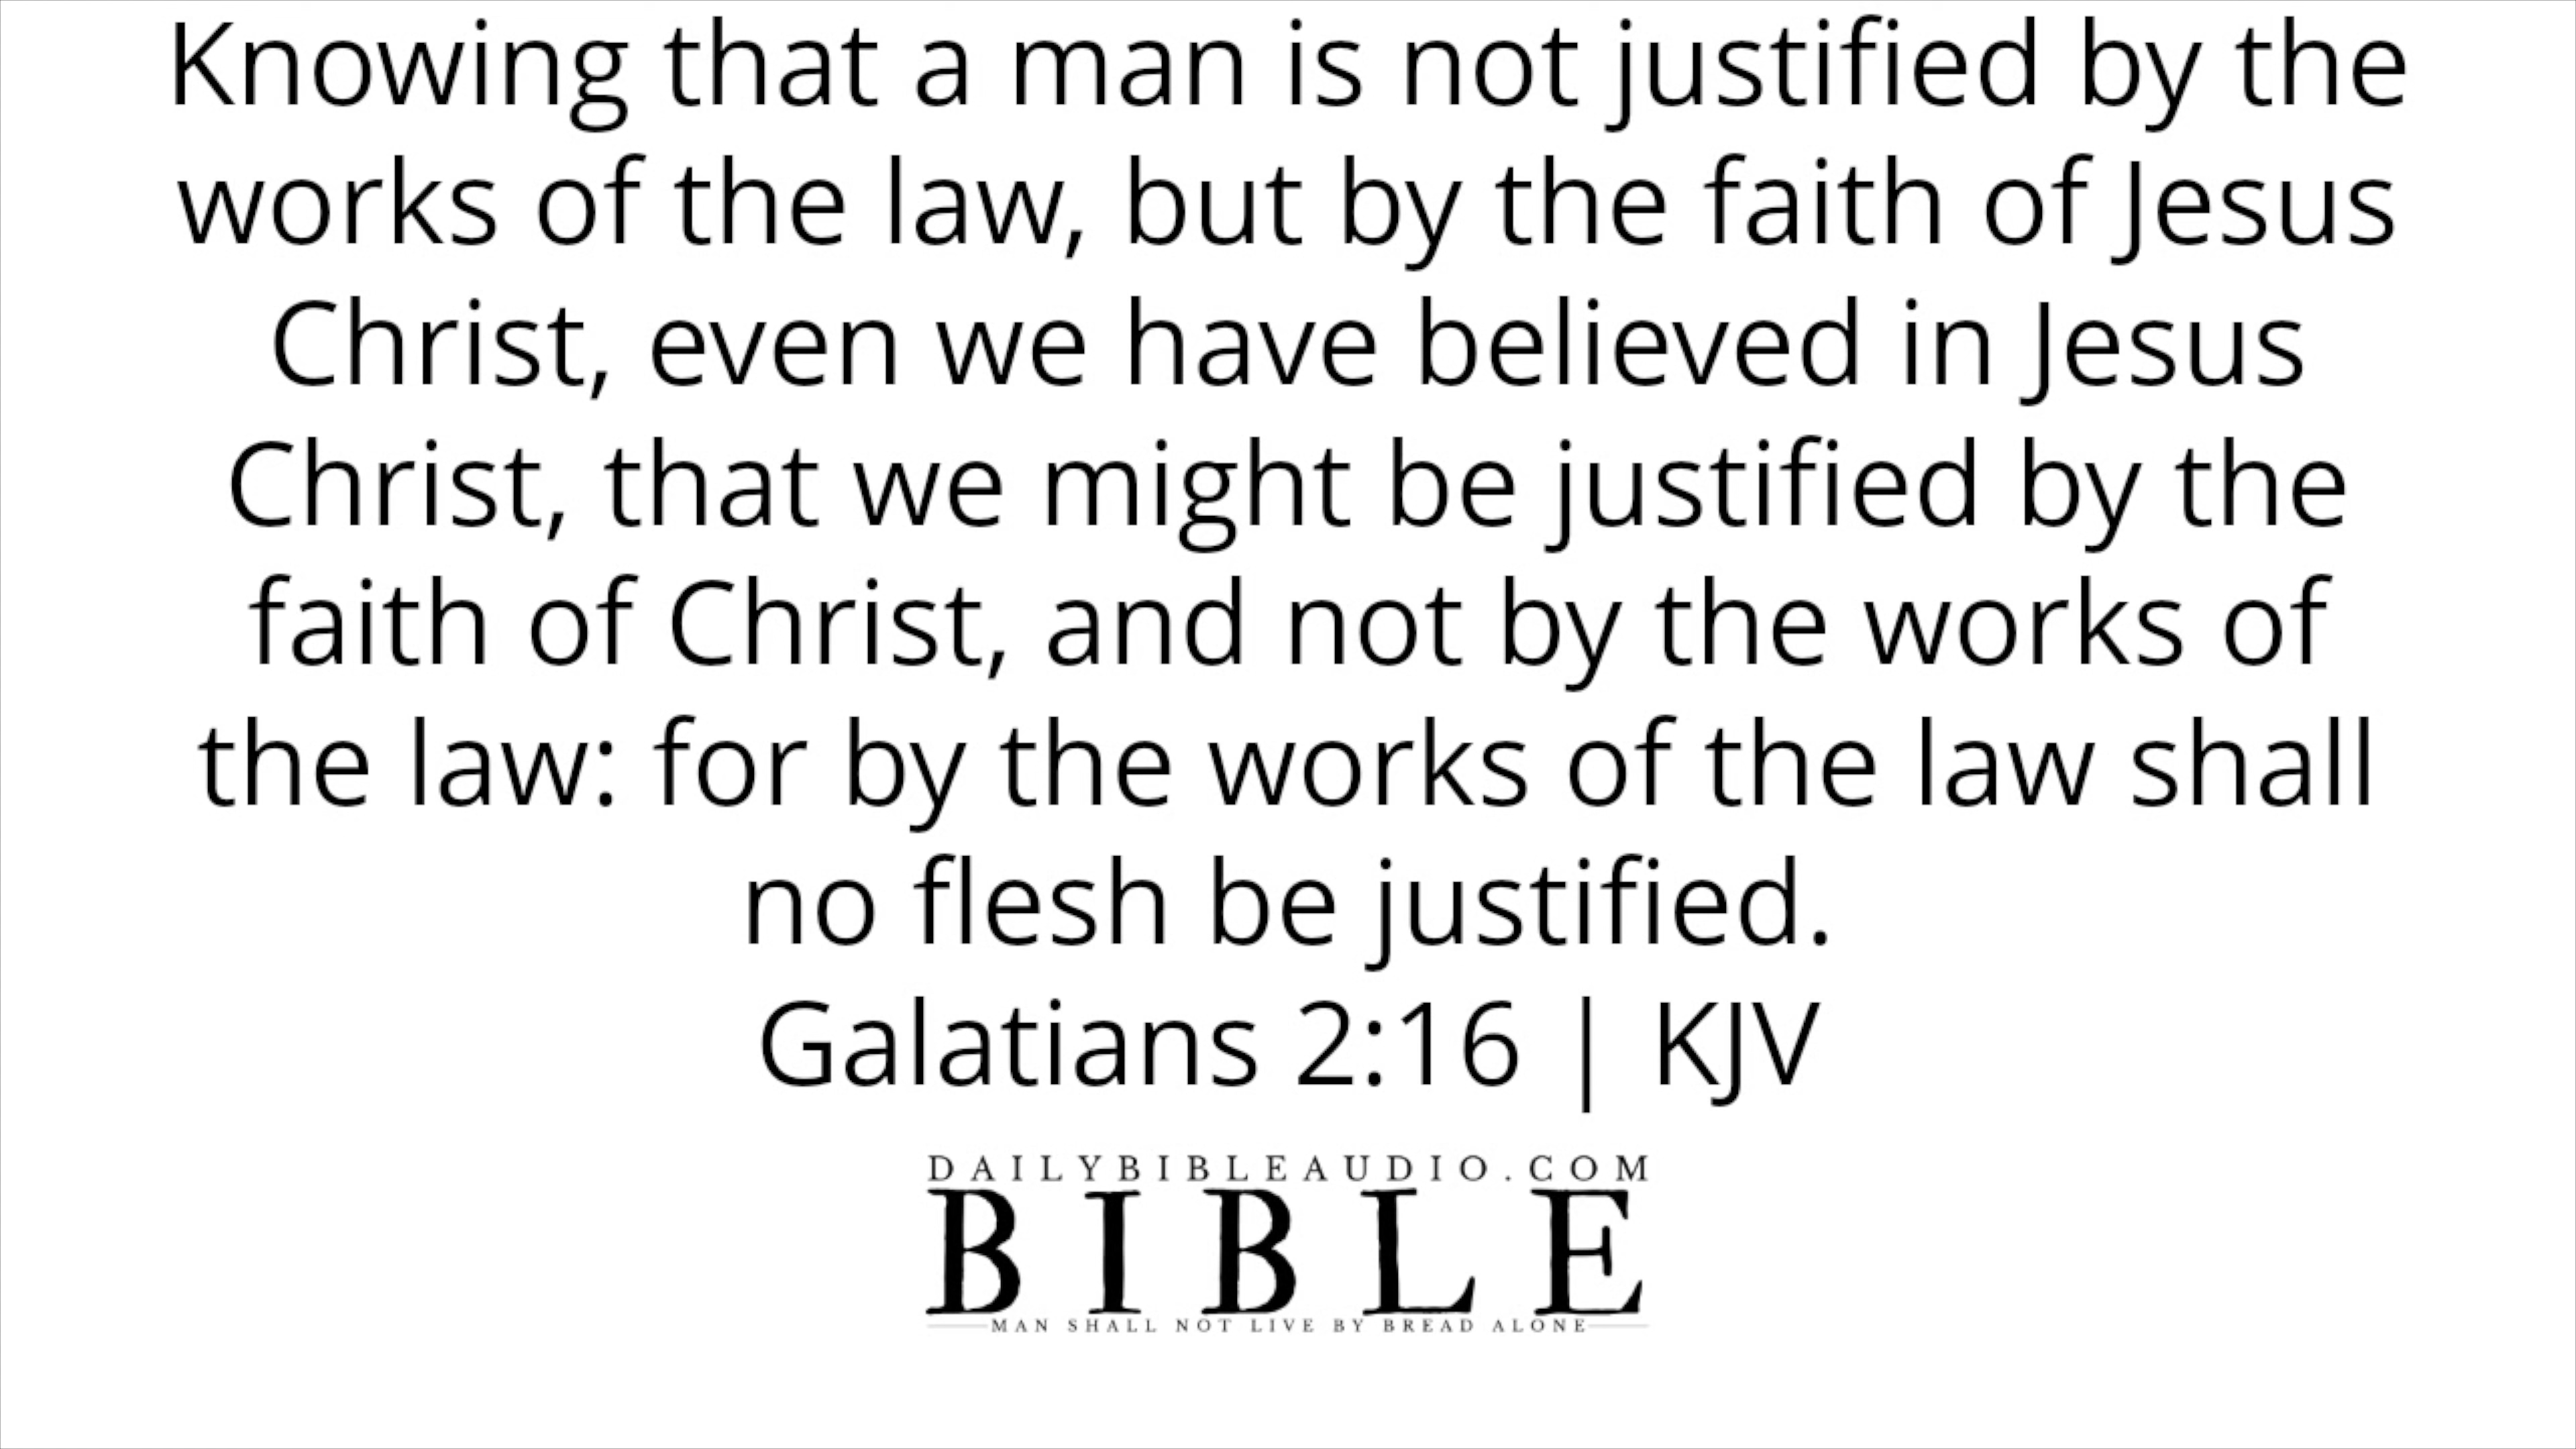 Knowing that a man is not justified by the
works of the law, but by the faith of Jesus
Christ, even we have believed in Jesus
Christ, that we might be justified by the
faith of Christ, and not by the works of
the law: for by the works of the law shall
no flesh be justified.
Galatians 2:16 | KJV
DAILYBIBLEAUDIO.COM
BIBLE
MAN SHALL NOT LIVE BY BREAD ALONE